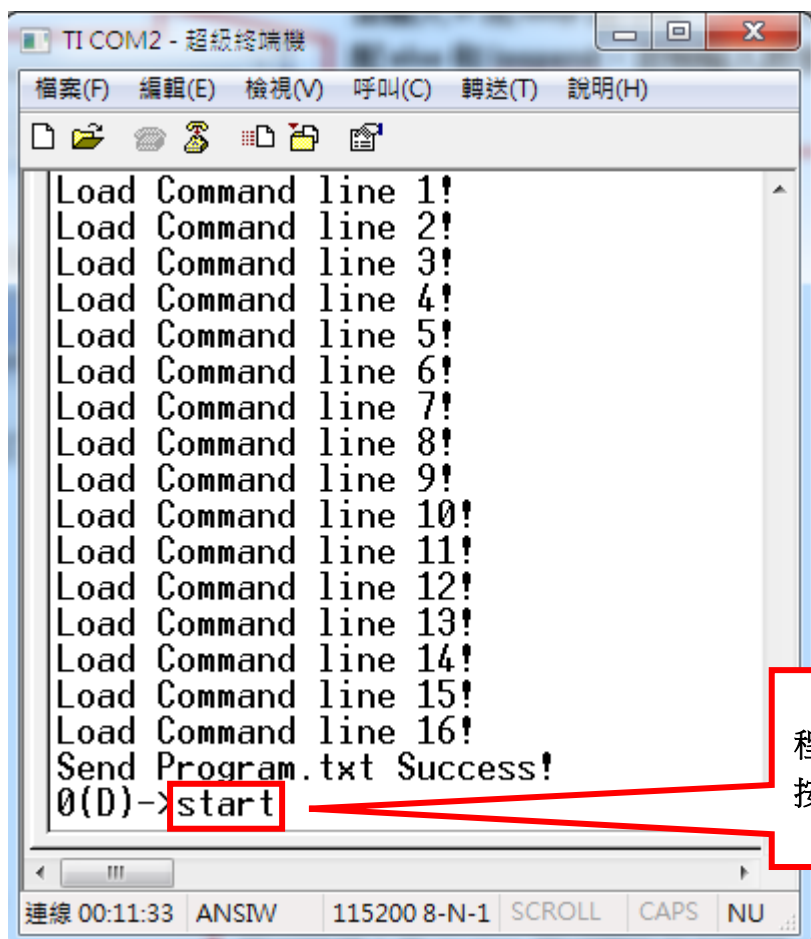 TI COM2 - 超級終端機
檔案(F) 編輯(E) 檢視(V) 呼叫(C) 轉送(T) 說明(H)
Load Command line 1!
Load Command line 2!
Load Command line 3!
Load Command line 4!
Load Command line 5!
Load Command line 6!
Load Command line 7!
Load Command line 8!
Load Command line 9!
Load Command line 10!
Load Command line 11!
Load Command line 12!
Load Command line 13!
Load Command line 14!
Load Command line 15!
Load Command line 16!
Send Program.txt Success!
0(D)->start
程
按
連線 00:11:33 ANSIW 115200 8-N-1 SCROLL CAPS NU